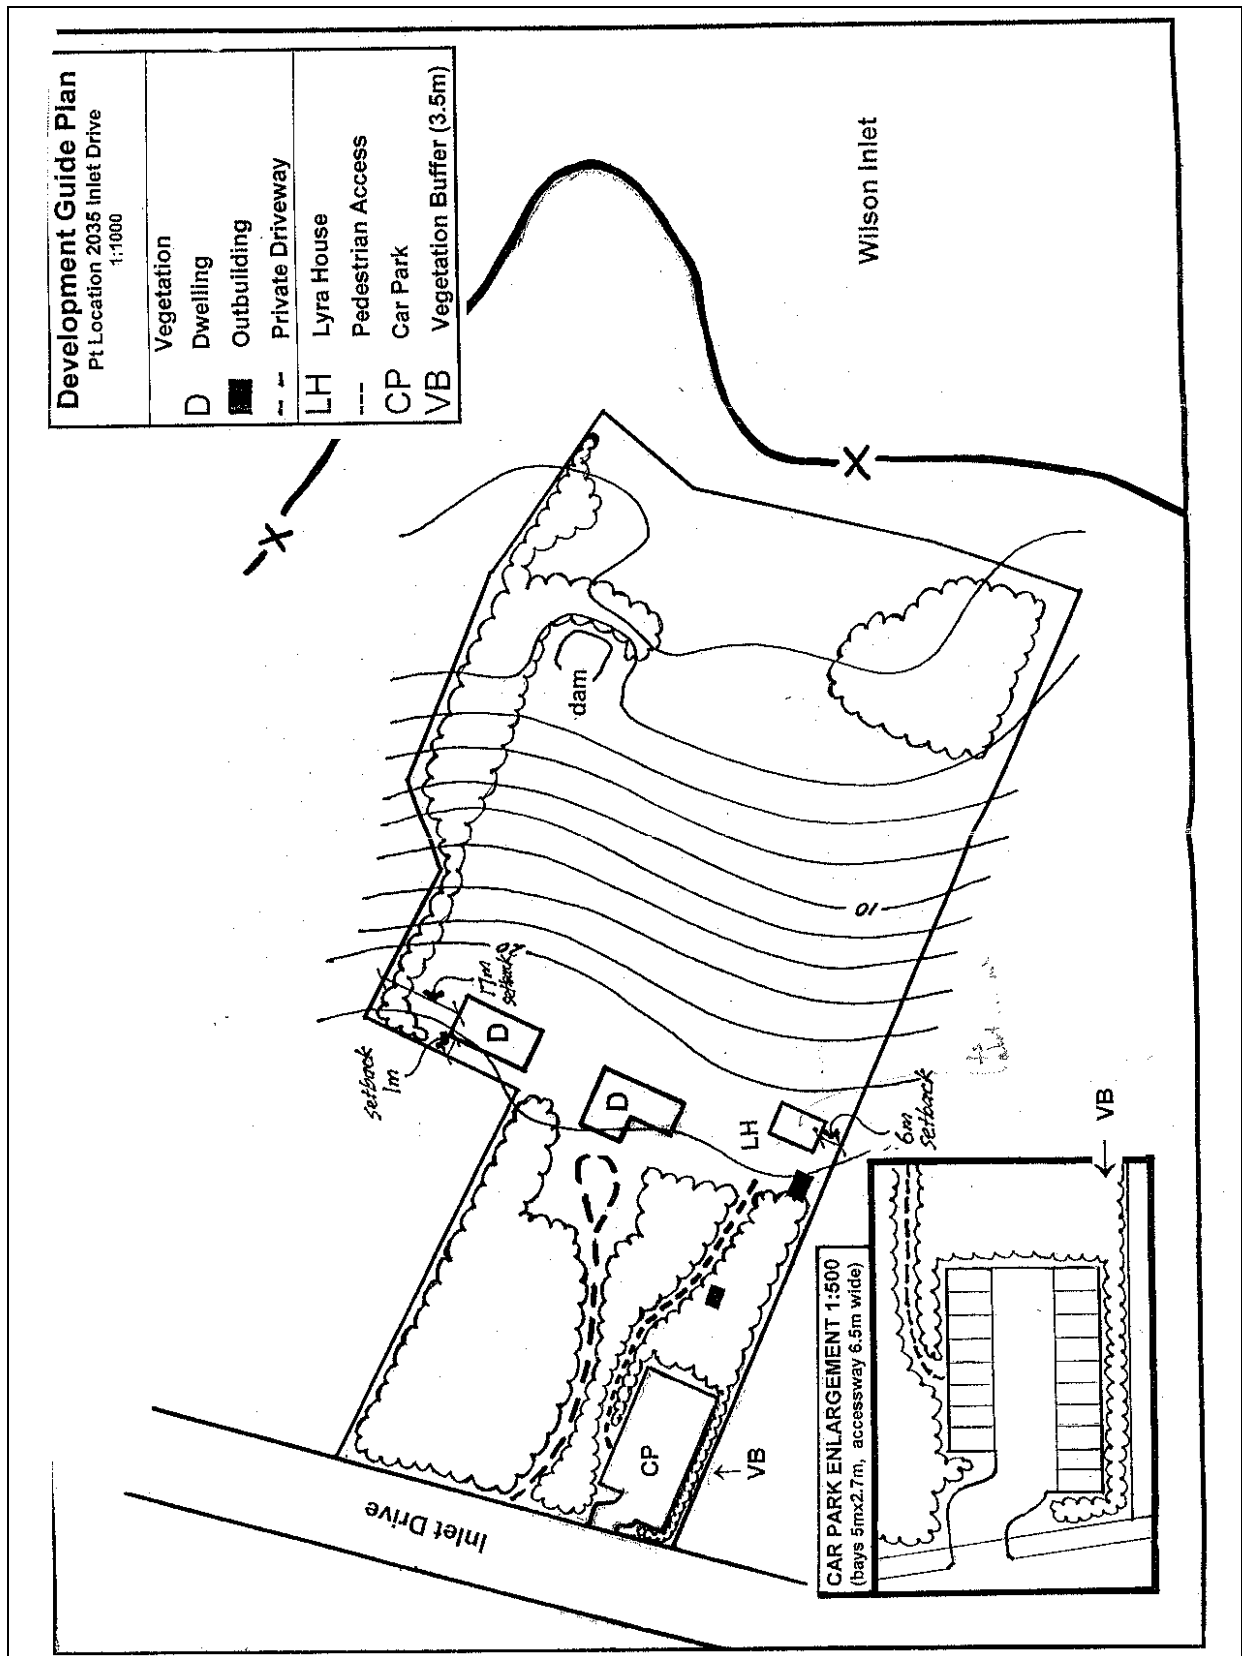 Development Guide Plan
Pt Location 2035 Inlet Drive
1:1000
Vegetation
D Dwelling
Outbuilding
Private Driveway
LH Lyra House
Pedestrian Access
CP Car Park
VB Vegetation Buffer (3.5m)
Wilson Inlet
X
X
dam
10
17m
setback
D
setback
1m
D
LH
6m
setback
CP
VB
Inlet Drive
CAR PARK ENLARGEMENT 1:500
(bays 5mx2.7m, accessway 6.5m wide)
VB